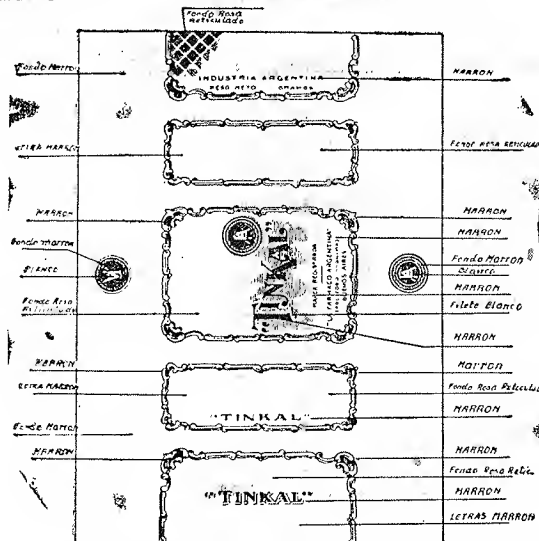 Fondo Rosa
Reticulado
Fondo Marron
MARRON
INDUSTRIA ARGENTINA
PESO NETO GRAMOS
LETRA MARRON
Fondo Rosa Reticulado
MARRON
MARRON
MARRON
Fondo marron
Fondo Marron
BLANCO
Blanco
"TINKAL"
MARCA REGISTRADA
"LE FARMACO ARGENTINA"
BUENOS AIRES
MARRON
Fondo Rosa
Reticulado
Filete Blanco
MARRON
MARRON
MARRON
LETRA MARRON
Fondo Rosa Reticulad
"TINKAL"
MARRON
Fondo Marron
MARRON
MARRON
Fondo Rosa Retic
"TINKAL"
MARRON
LETRAS MARRON